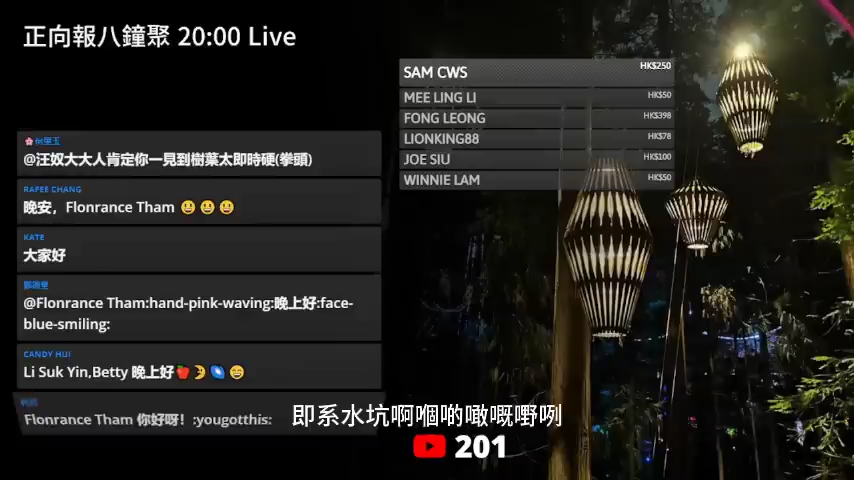 正向報八鐘聚 20:00 Live
SAM CWS HK$250
MEE LING LI HK$50
FONG LEONG HK$398
LIONKING88 HK$78
JOE SIU HK$100
WINNIE LAM HK$50
@汪奴大大人肯定你一見到樹葉太即時硬(拳頭)
RAFEE CHANG
晚安，Flonrance Tham
KATE
大家好
@Flonrance Tham:hand-pink-waving:晚上好:face-
blue-smiling:
CANDY HUI
Li Suk Yin,Betty 晚上好
Flonrance Tham 你好呀！:yougotthis:
即系水坑啊嗰啲噉嘅嘢咧
201